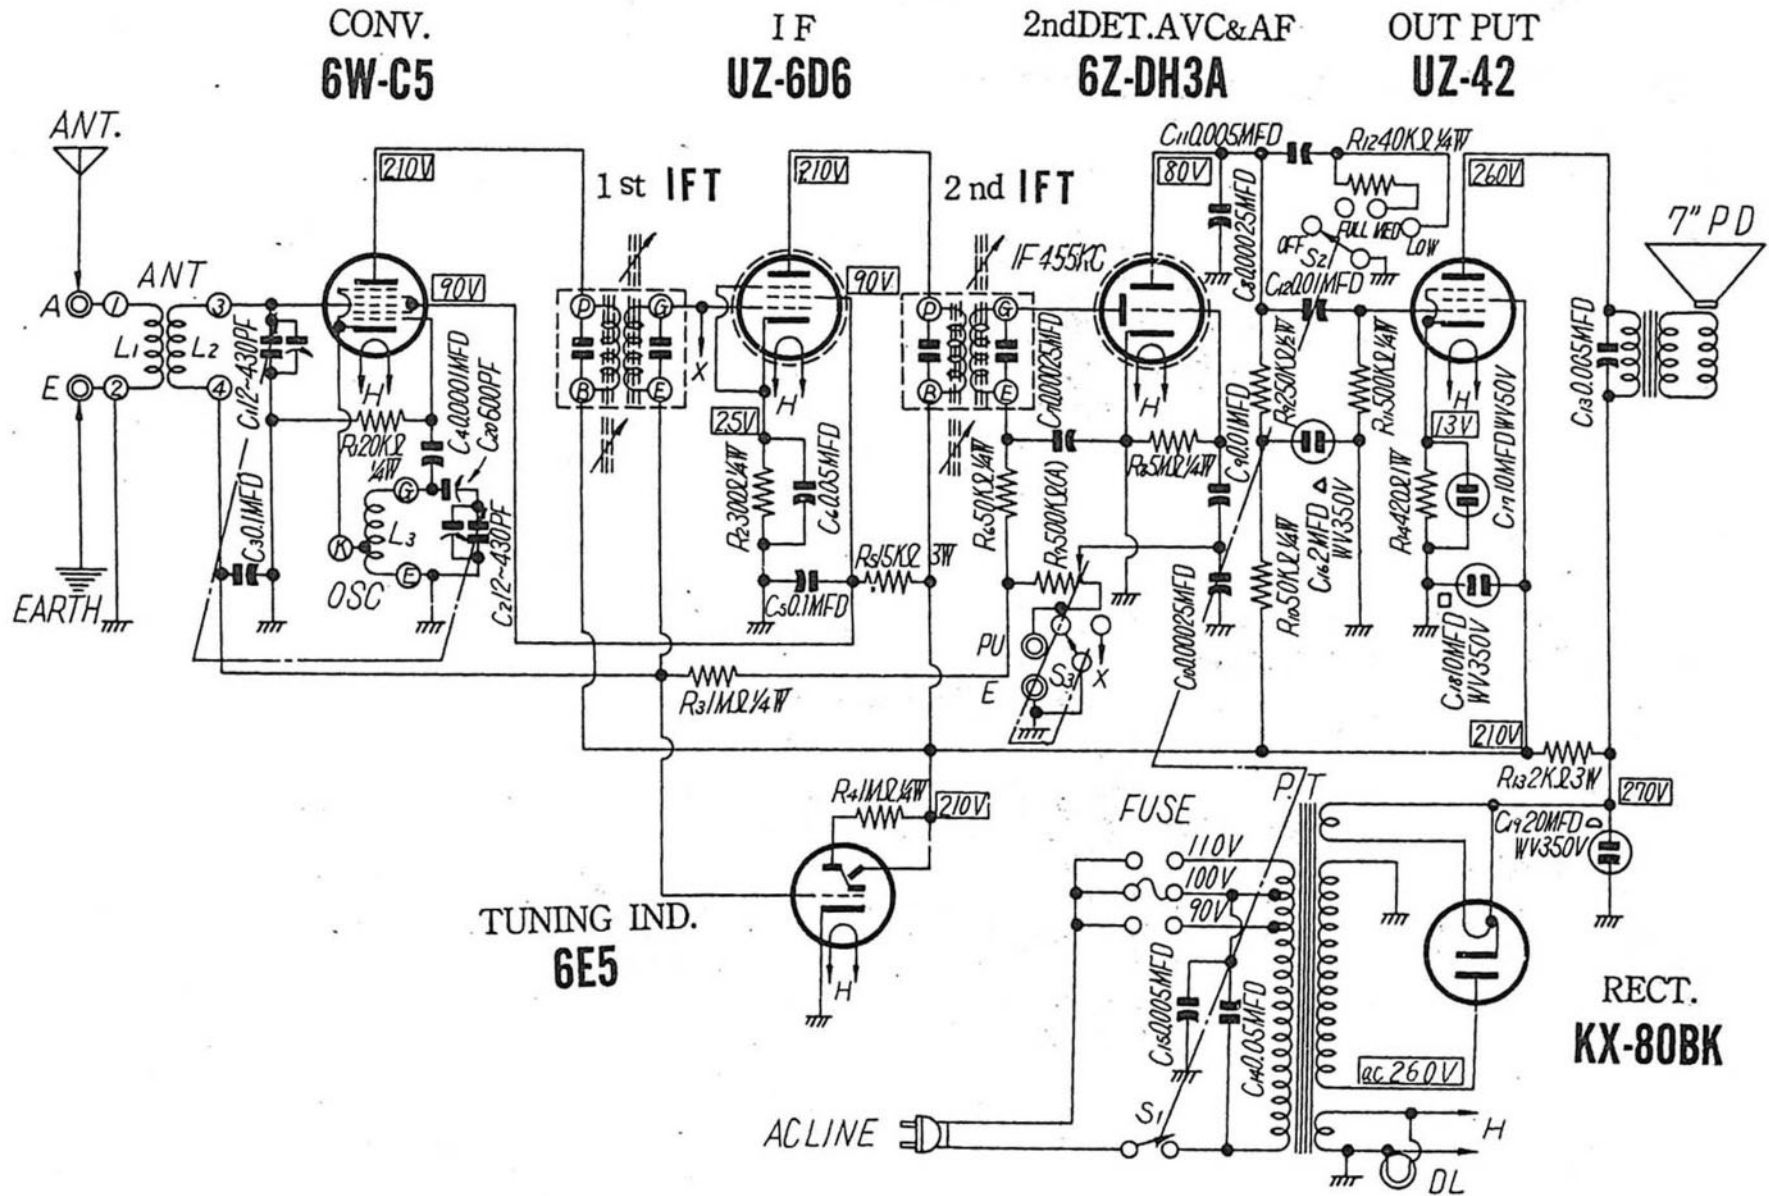 CONV.
6W-C5
IF
UZ-6D6
2ndDET.AVC&AF
6Z-DH3A
OUT PUT
UZ-42
ANT.
210V
1st IFT
210V
2nd IFT
C11 0.005MFD
80V
R12 40KΩ 1/4W
260V
7" PD
ANT
90V
90V
IF 455KC
C8 0.00025MFD
OFF
FULL
MED
LOW
S2
C12 0.01MFD
A
1
3
L1
L2
E
2
4
C1 12~430PF
H
P
G
B
E
X
H
P
G
B
E
C7 0.00025MFD
H
H
R9 250KΩ 1/2W
R11 500KΩ 1/4W
C13 0.005MFD
R1 20KΩ
1/4W
C4 0.0001MFD
C20 600PF
25V
R2 300Ω 1/4W
C6 0.05MFD
R8 5MΩ 1/4W
C9 0.01MFD
13V
C17 10MFD WV50V
R14 420Ω 1W
C16 2MFD
WV350V
G
K
E
L3
OSC
C2 12~430PF
C3 0.1MFD
EARTH
R5 15KΩ 3W
C5 0.1MFD
R6 50KΩ 1/4W
R7 500KΩ(A)
C10 0.00025MFD
R10 50KΩ 1/4W
C18 10MFD
WV350V
PU
E
S3
X
R3 1MΩ 1/4W
210V
R13 2KΩ 3W
R4 1MΩ 1/4W
210V
FUSE
P.T
270V
C19 20MFD
WV350V
110V
100V
90V
TUNING IND.
6E5
H
C15 0.005MFD
C14 0.05MFD
RECT.
KX-80BK
ac 260V
AC LINE
S1
H
DL